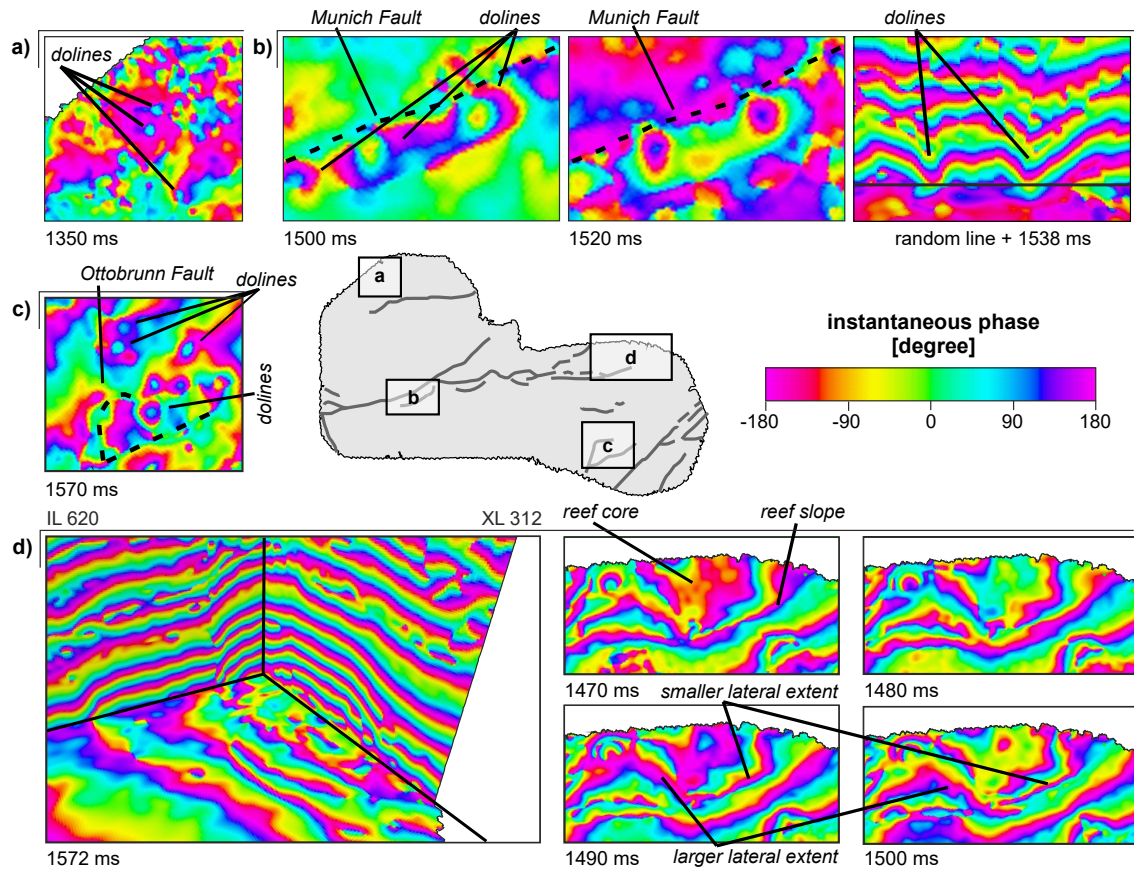 Munich Fault
dolines
Munich Fault
dolines
a)
dolines
b)
1350 ms
1500 ms
1520 ms
random line + 1538 ms
Ottobrunn Fault
dolines
c)
dolines
1570 ms
a
b
c
d
instantaneous phase
[degree]
-180
-90
0
90
180
d)
IL 620
XL 312
reef core
reef slope
1470 ms
smaller lateral extent
1480 ms
1572 ms
1490 ms
larger lateral extent
1500 ms